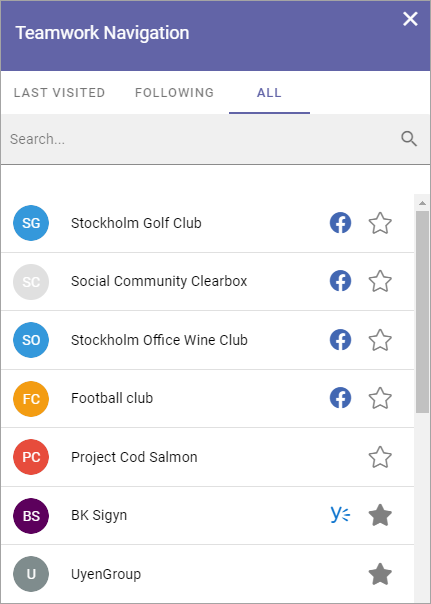 Teamwork Navigation
LAST VISITED FOLLOWING ALL
Search...
SG Stockholm Golf Club
SC Social Community Clearbox
SO Stockholm Office Wine Club
FC Football club
PC Project Cod Salmon
BS BK Sigyn
U UyenGroup